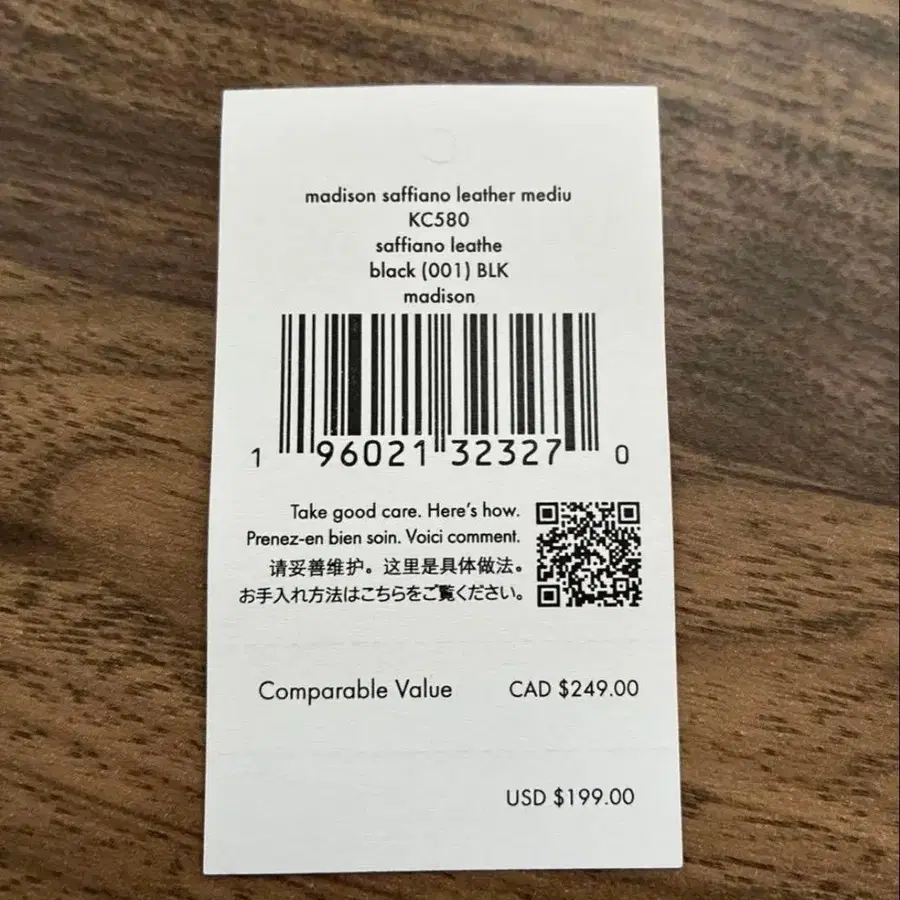 madison saffiano leather mediu
KC580
saffiano leathe
black (001) BLK
madison
1 96021 32327 0
Take good care. Here's how.
Prenez-en bien soin. Voici comment.
请妥善维护。这里是具体做法。
お手入れ方法はこちらをご覧ください。
Comparable Value CAD $249.00
USD $199.00